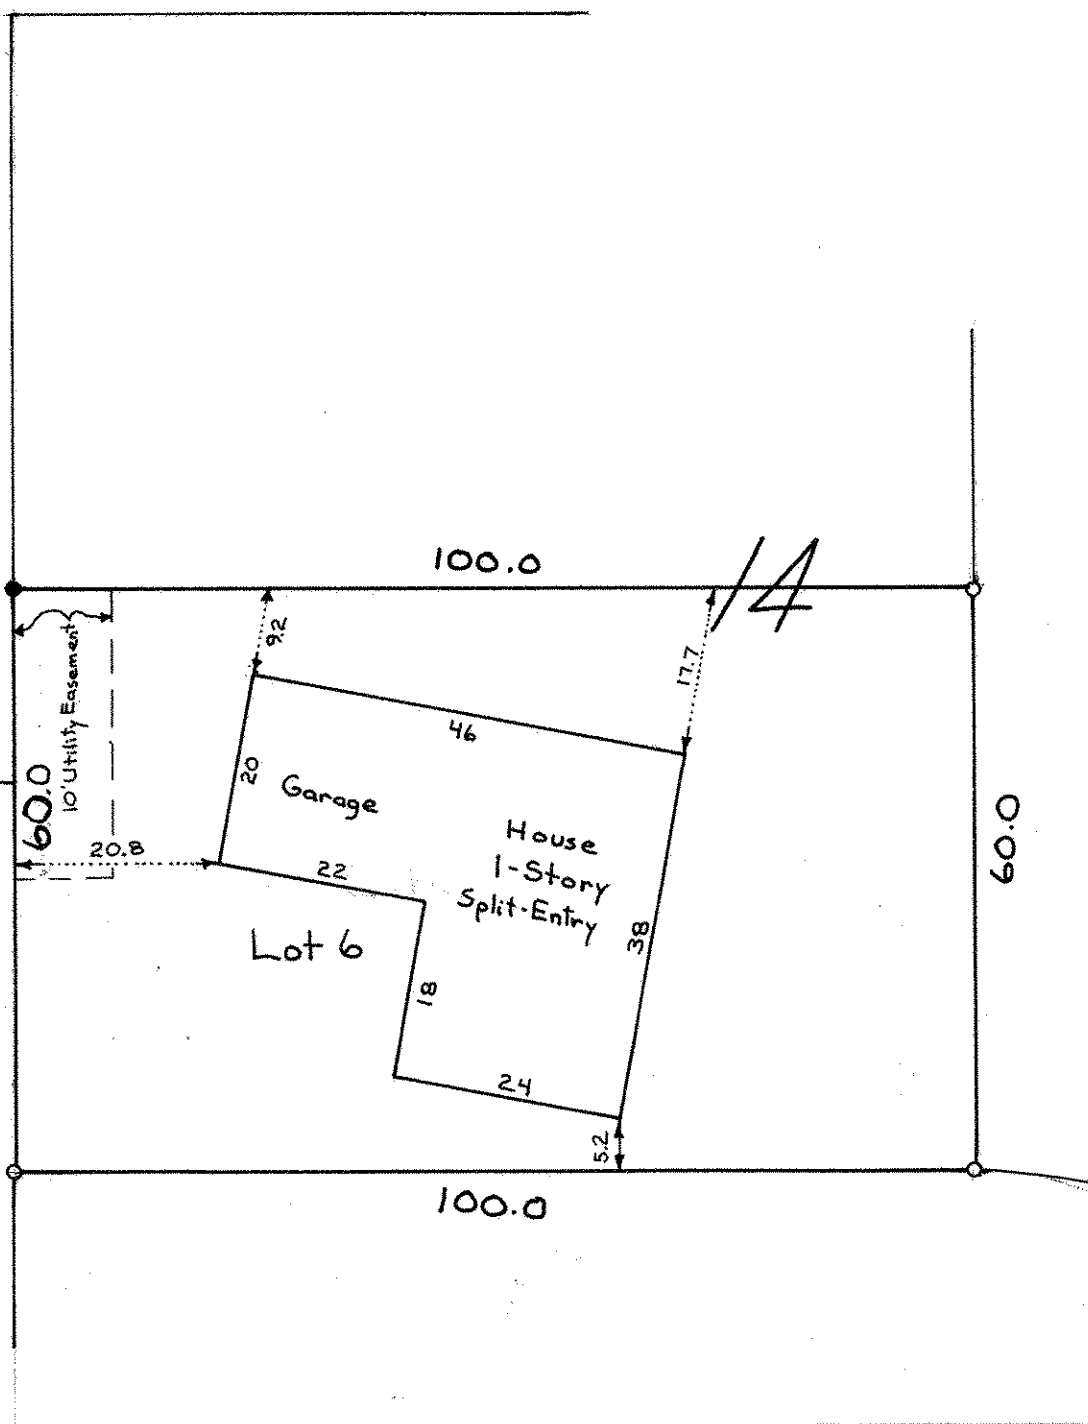 100.0
14
9.2
17.7
10' Utility Easement
60.0
46
20
Garage
House
1-Story
Split-Entry
60.0
20.8
22
38
Lot 6
18
24
5.2
100.0